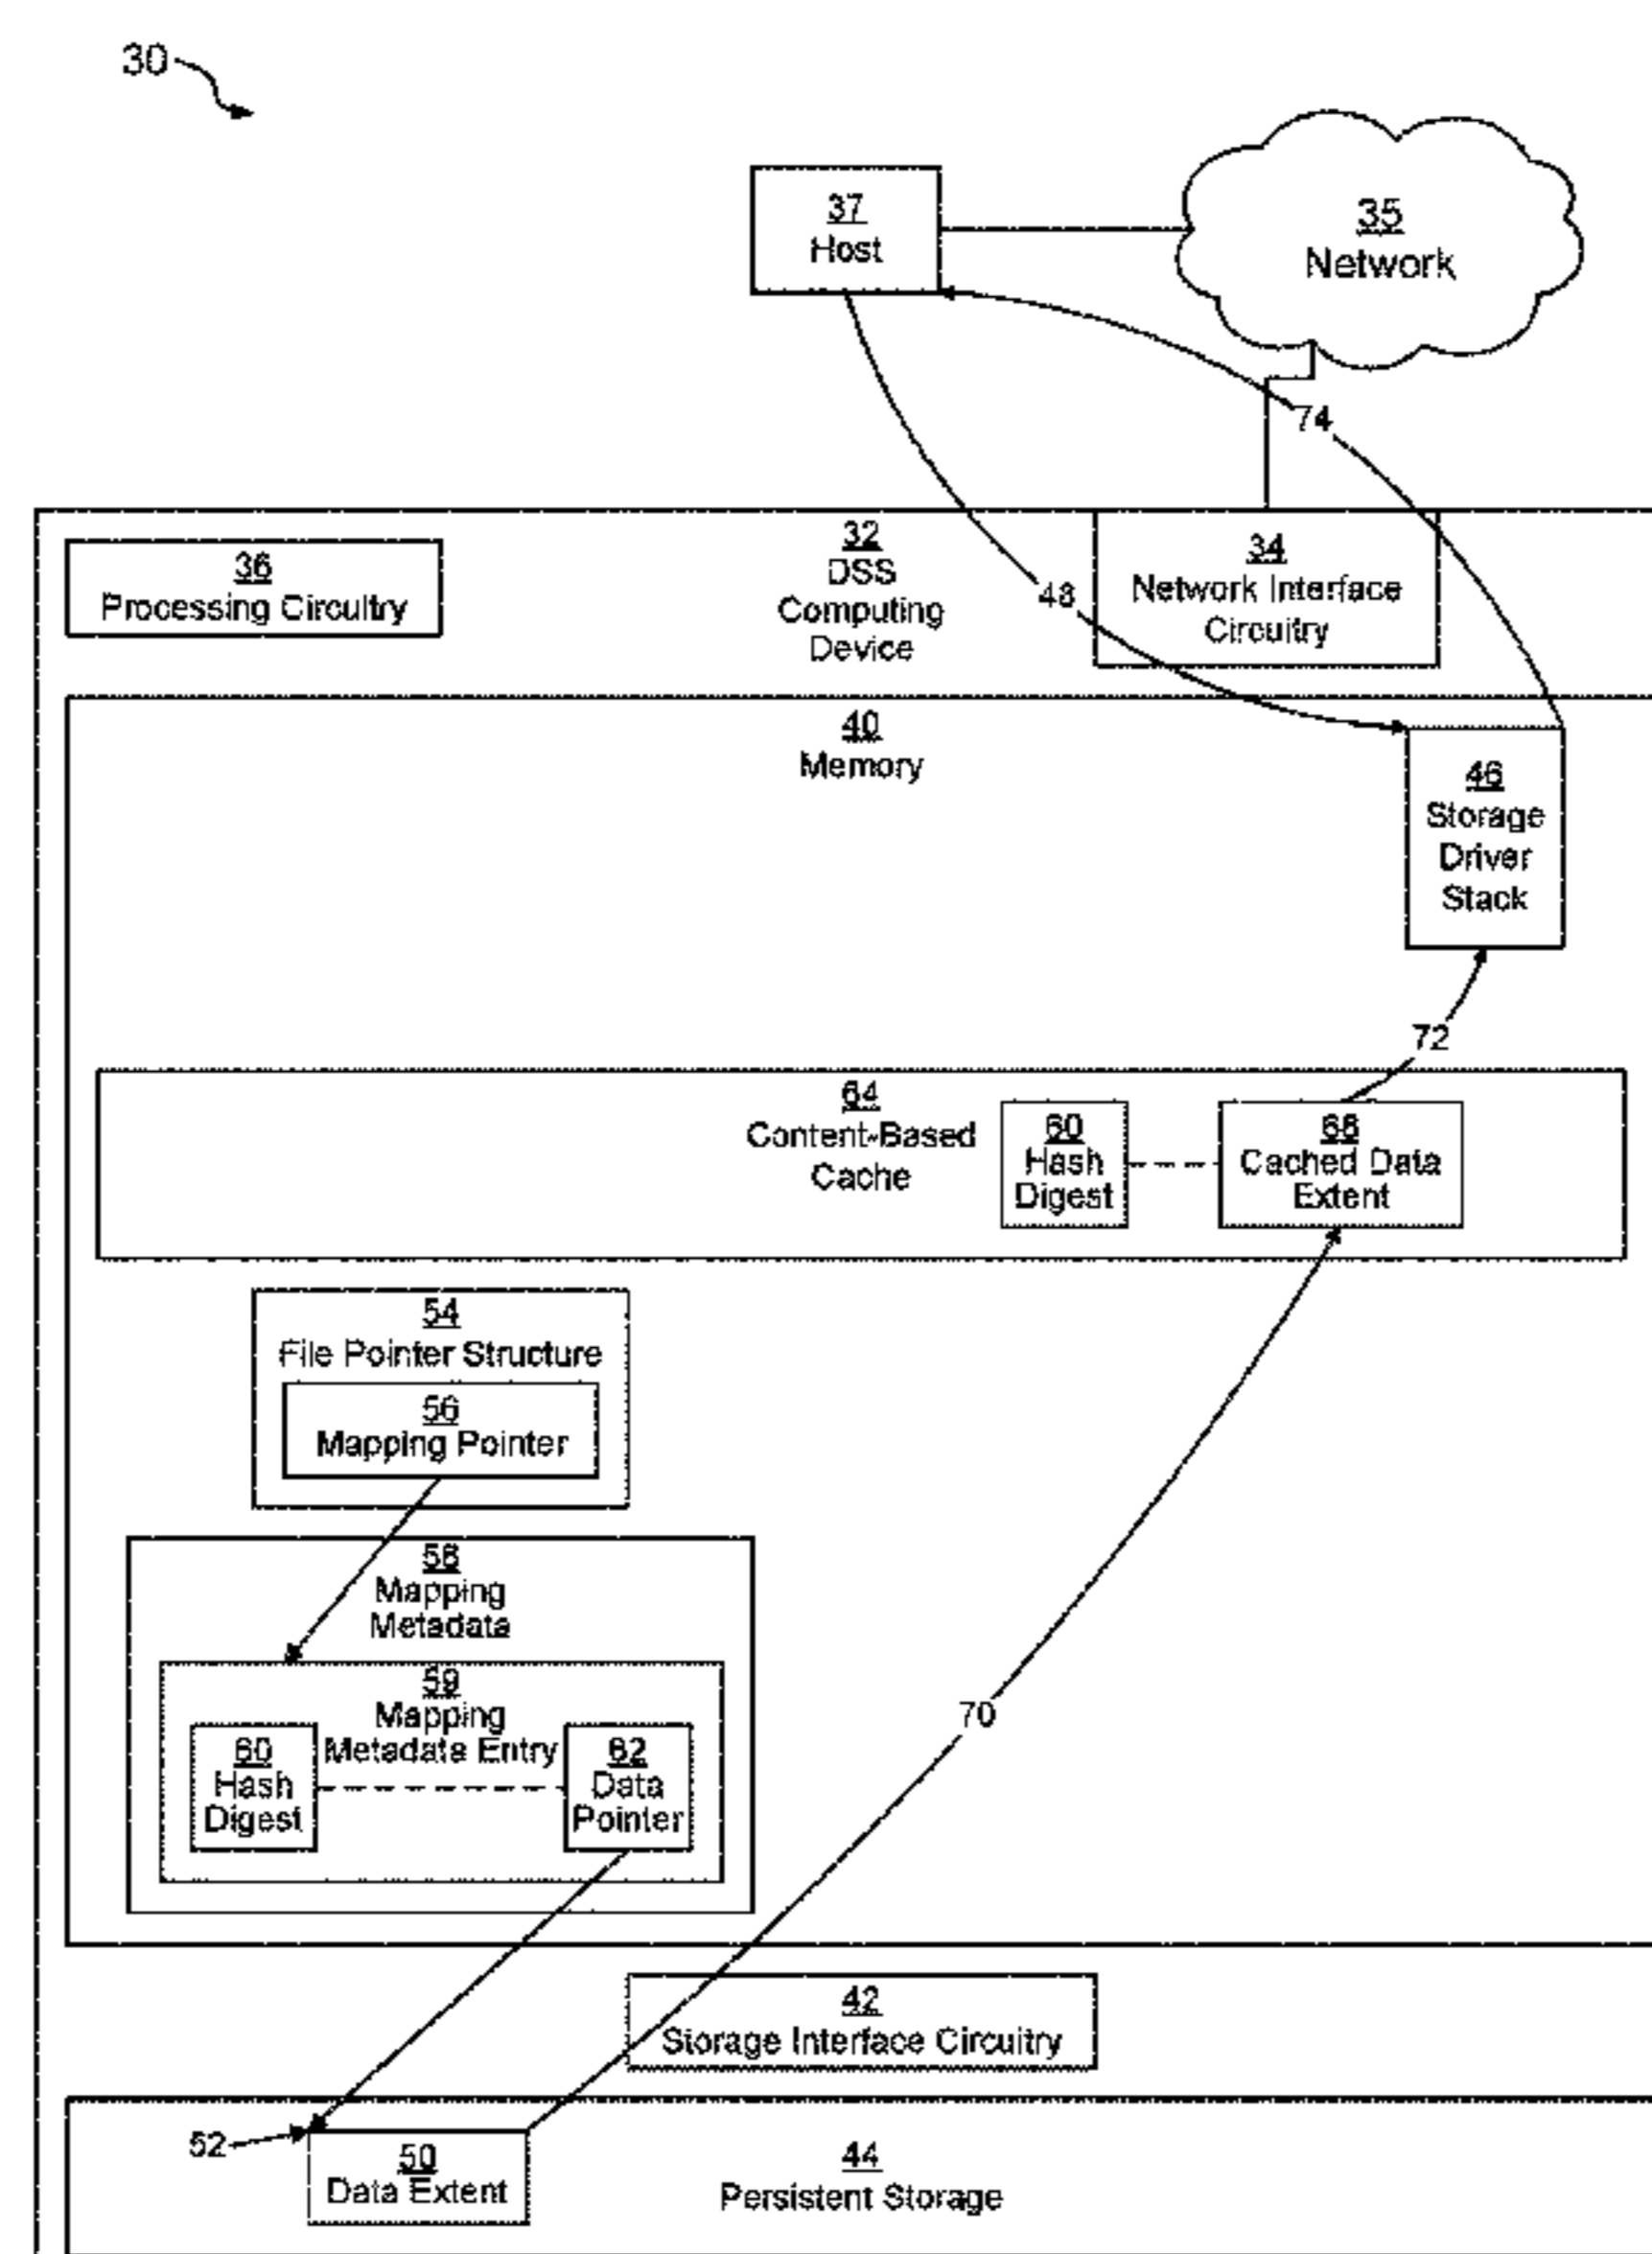 30
37
Host
35
Network
74
36
Processing Circuitry
32
DSS
Computing
Device
34
Network Interface
Circuitry
48
40
Memory
46
Storage
Driver
Stack
72
64
Content-Based
Cache
60
Hash
Digest
68
Cached Data
Extent
54
File Pointer Structure
56
Mapping Pointer
58
Mapping
Metadata
59
Mapping
Metadate Entry
60
Hash
Digest
62
Data
Pointer
70
42
Storage Interface Circuitry
52
50
Data Extent
44
Persistent Storage